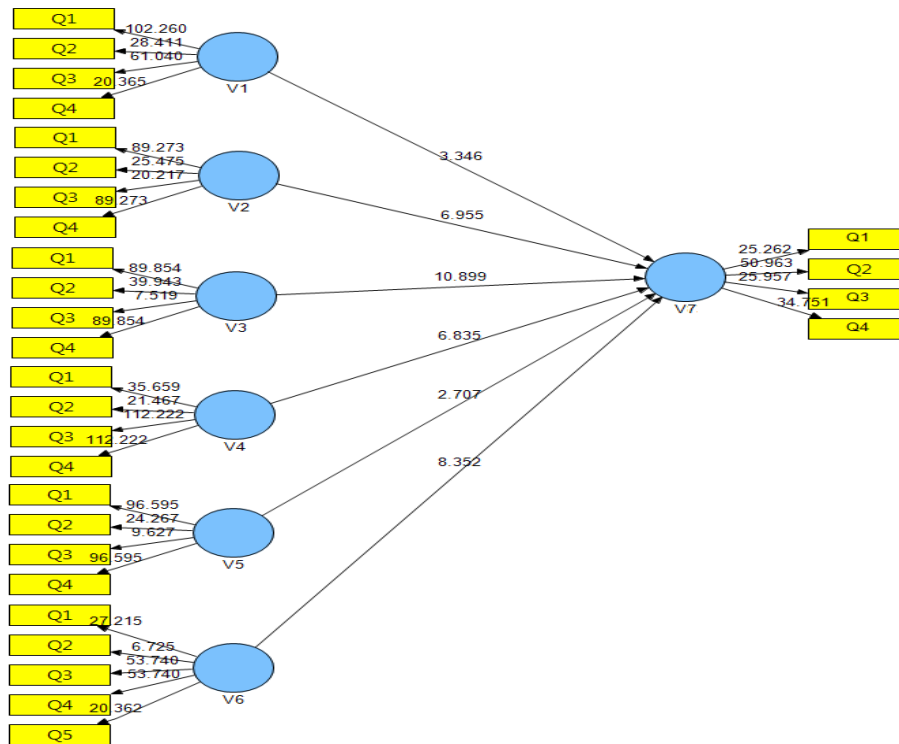 Q1
102.260
Q2
28.411
61.040
Q3
20.365
Q4
V1
Q1
89.273
Q2
25.475
20.217
Q3
89.273
Q4
V2
Q1
89.854
Q2
39.943
7.519
Q3
89.854
Q4
V3
Q1
35.659
Q2
21.467
112.222
Q3
112.222
Q4
V4
Q1
96.595
Q2
24.267
9.627
Q3
96.595
Q4
V5
Q1
27.215
Q2
6.725
53.740
Q3
53.740
Q4
20.362
Q5
V6
3.346
6.955
10.899
6.835
2.707
8.352
V7
25.262
Q1
50.963
Q2
25.957
Q3
34.751
Q4